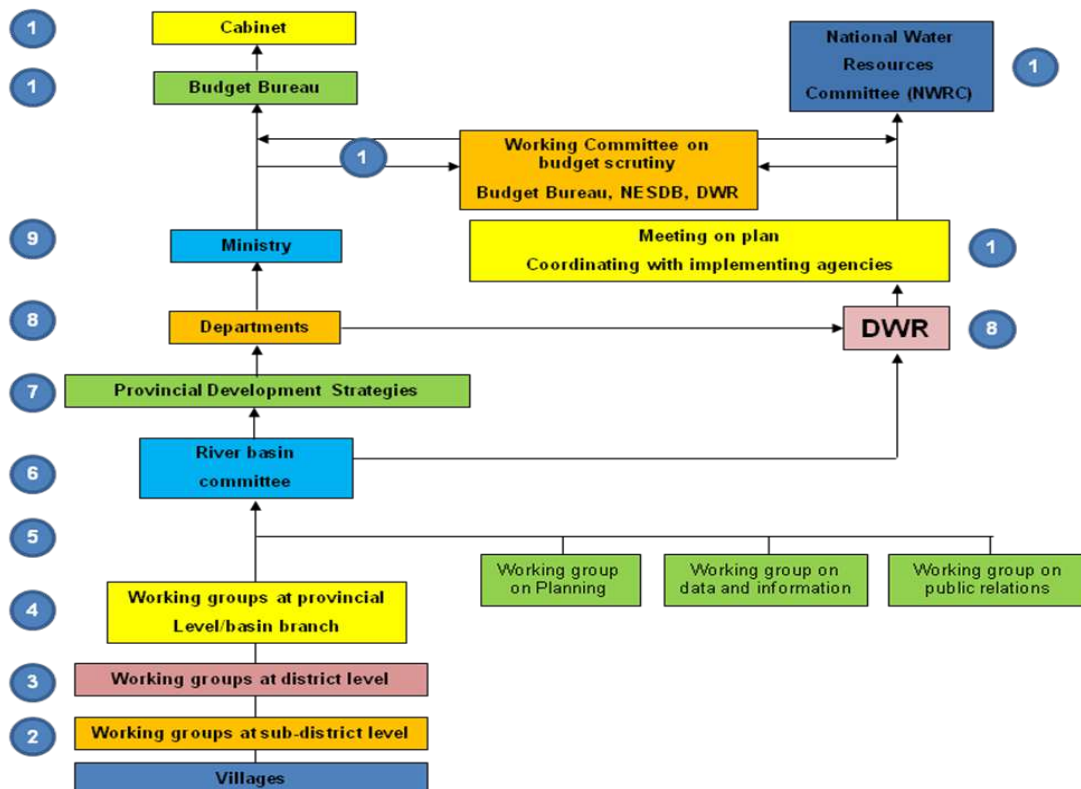 1
Cabinet
National Water
Resources
Committee (NWRC)
1
1
Budget Bureau
1
Working Committee on
budget scrutiny
Budget Bureau, NESDB, DWR
9
Ministry
Meeting on plan
Coordinating with implementing agencies
1
8
Departments
DWR
8
7
Provincial Development Strategies
6
River basin
committee
5
Working group
on Planning
Working group on
data and information
Working group on
public relations
4
Working groups at provincial
Level/basin branch
3
Working groups at district level
2
Working groups at sub-district level
Villages